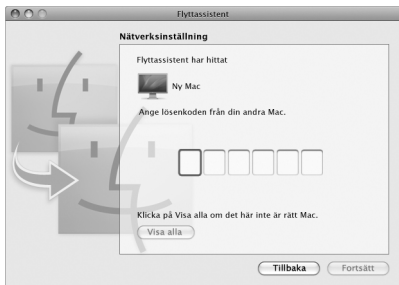 Flyttassistent
Nätverksinställning
Flyttassistent har hittat
Ny Mac
Ange lösenkoden från din andra Mac.
Klicka på Visa alla om det här inte är rätt Mac.
Visa alla
Tillbaka
Fortsätt